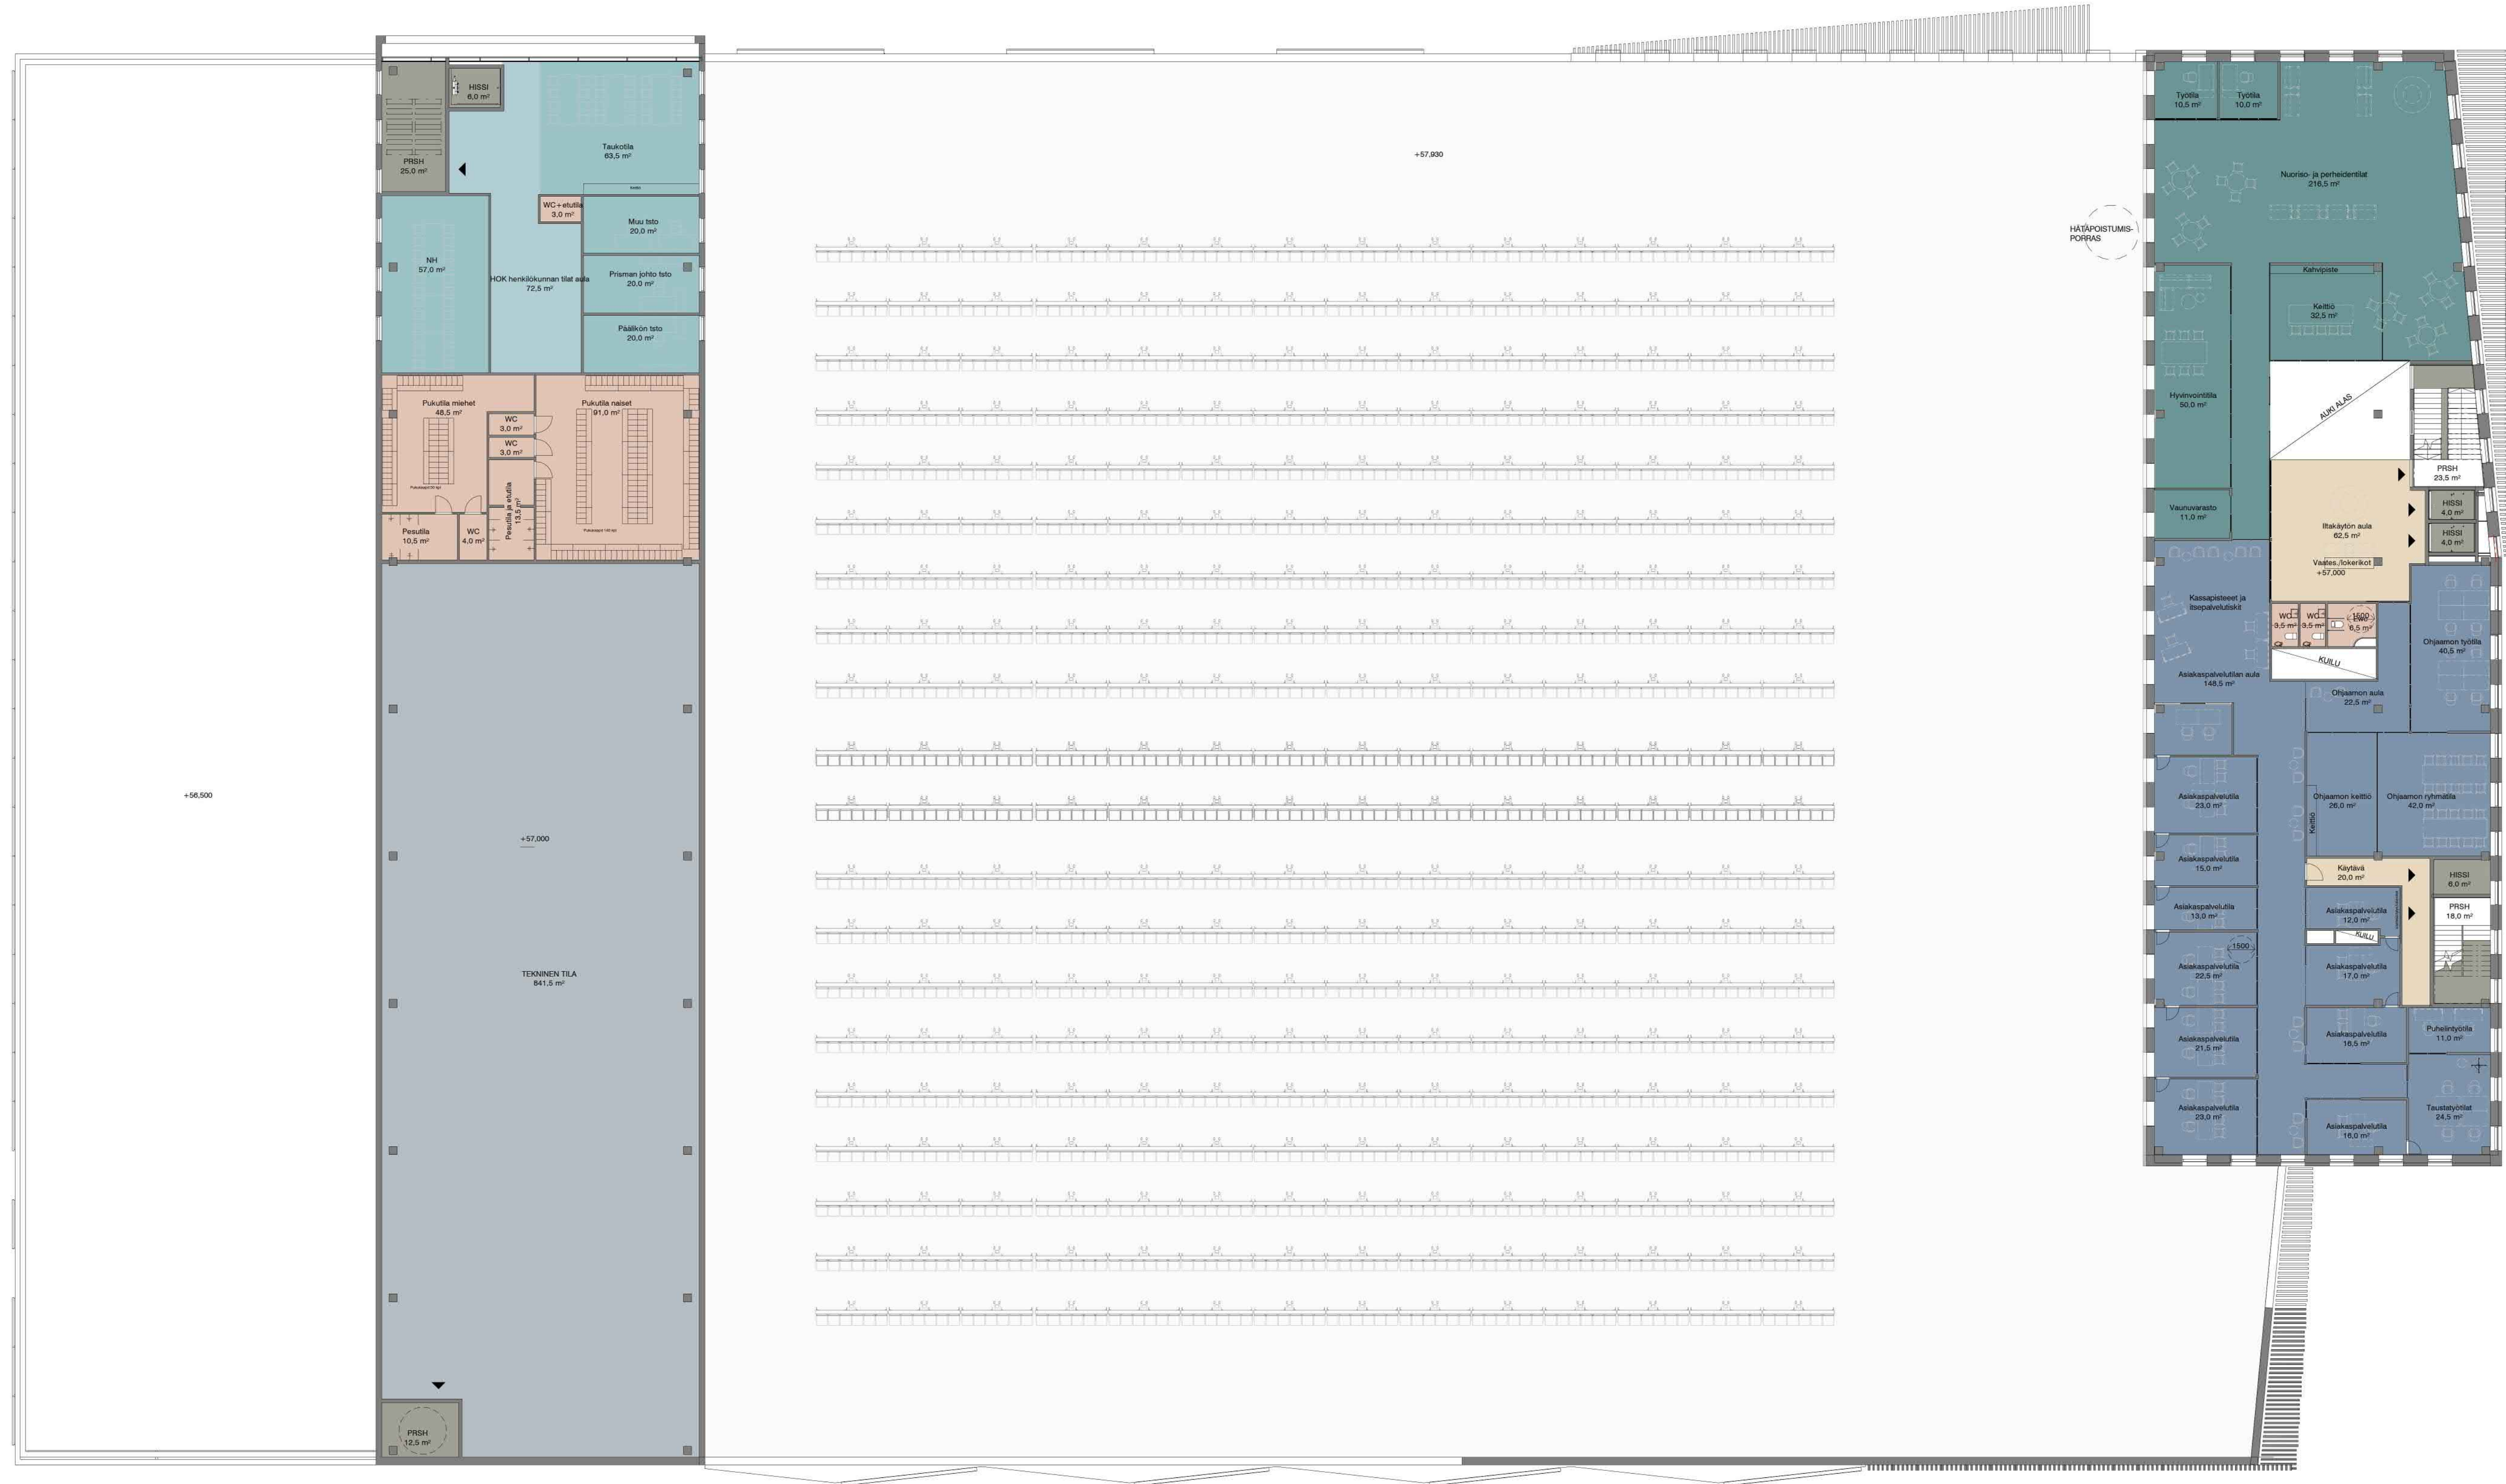 HISSI
6,0 m²
PRSH
25,0 m²
Taukotila
63,5 m²
WC+etutila
3,0 m²
Muu tsto
20,0 m²
NH
57,0 m²
HOK henkilökunnan tilat aula
72,5 m²
Prisman johto tsto
20,0 m²
Päälikön tsto
20,0 m²
Pukutila miehet
48,5 m²
Pukutila naiset
91,0 m²
WC
3,0 m²
WC
3,0 m²
Pesutila ja etutila
13,5 m²
Pesutila
10,5 m²
WC
4,0 m²
+56,500
+57,000
TEKNINEN TILA
841,5 m²
PRSH
12,5 m²
+57,930
HÄTÄPOISTUMIS-
PORRAS
Työtila
10,5 m²
Työtila
10,0 m²
Nuoriso- ja perheidentilat
216,5 m²
Kahvipiste
Keittiö
32,5 m²
Hyvinvointitila
50,0 m²
AUKI ALAS
PRSH
23,5 m²
Vaunuvarasto
11,0 m²
HISSI
4,0 m²
HISSI
4,0 m²
Iltakäytön aula
62,5 m²
Vaates./lokerikot
+57,000
Kassapisteeet ja
itsepalvelutiskit
WC
3,5 m²
WC
3,5 m²
1500
6,5 m²
KUILU
Ohjaamon työtila
40,5 m²
Asiakaspalvelutilan aula
148,5 m²
Ohjaamon aula
22,5 m²
Asiakaspalvelutila
23,0 m²
Ohjaamon keittiö
26,0 m²
Keittiö
Ohjaamon ryhmätila
42,0 m²
Asiakaspalvelutila
15,0 m²
Käytävä
20,0 m²
HISSI
6,0 m²
Asiakaspalvelutila
13,0 m²
Asiakaspalvelutila
12,0 m²
PRSH
18,0 m²
KUILU
1500
Asiakaspalvelutila
22,5 m²
Asiakaspalvelutila
17,0 m²
Asiakaspalvelutila
21,5 m²
Asiakaspalvelutila
16,5 m²
Puhelintyötila
11,0 m²
Asiakaspalvelutila
23,0 m²
Asiakaspalvelutila
16,0 m²
Taustatyötilat
24,5 m²